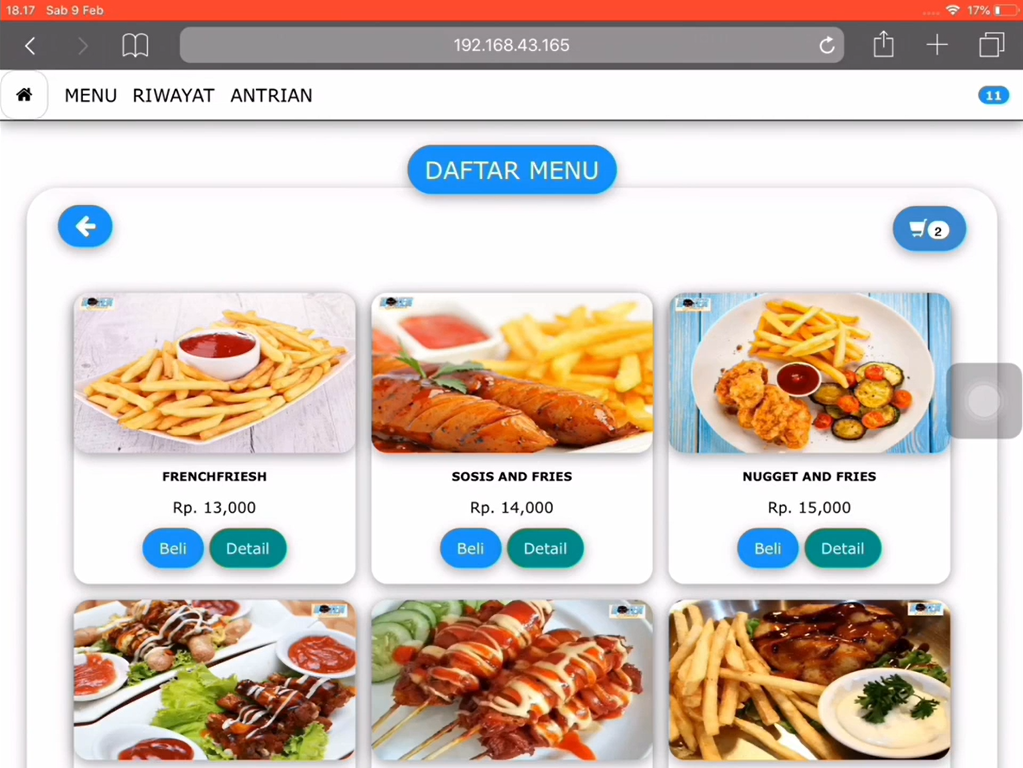 18.17 Sab 9 Feb
17%
192.168.43.165
MENU RIWAYAT ANTRIAN
11
DAFTAR MENU
2
FRENCHFRIESH
Rp. 13,000
Beli Detail
SOSIS AND FRIES
Rp. 14,000
Beli Detail
NUGGET AND FRIES
Rp. 15,000
Beli Detail